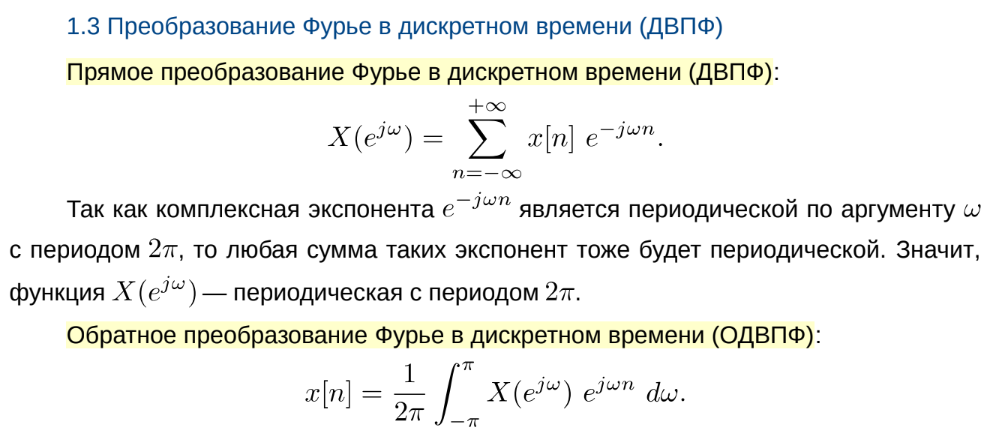 1.3 Преобразование Фурье в дискретном времени (ДВПФ)
Прямое преобразование Фурье в дискретном времени (ДВПФ):
$$X(e^{j\omega}) = \sum_{n=-\infty}^{+\infty} x[n] \, e^{-j\omega n}.$$
Так как комплексная экспонента $e^{-j\omega n}$ является периодической по аргументу $\omega$
с периодом $2\pi$, то любая сумма таких экспонент тоже будет периодической. Значит,
функция $X(e^{j\omega})$ — периодическая с периодом $2\pi$.
Обратное преобразование Фурье в дискретном времени (ОДВПФ):
$$x[n] = \frac{1}{2\pi} \int_{-\pi}^{\pi} X(e^{j\omega}) \, e^{j\omega n} \, d\omega.$$